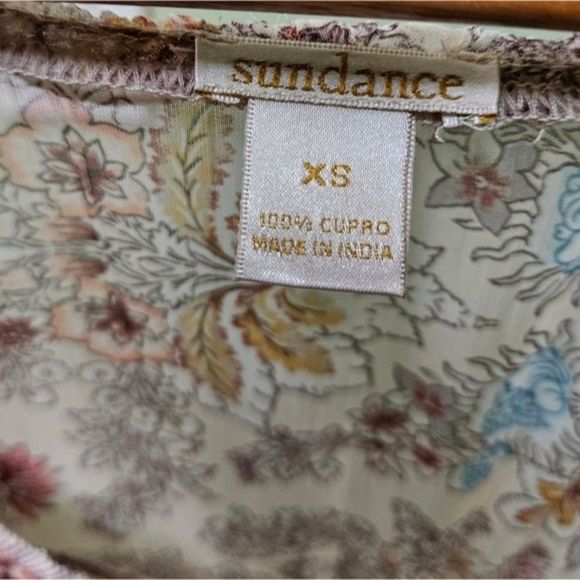 sundance
XS
100% CUPRO
MADE IN INDIA